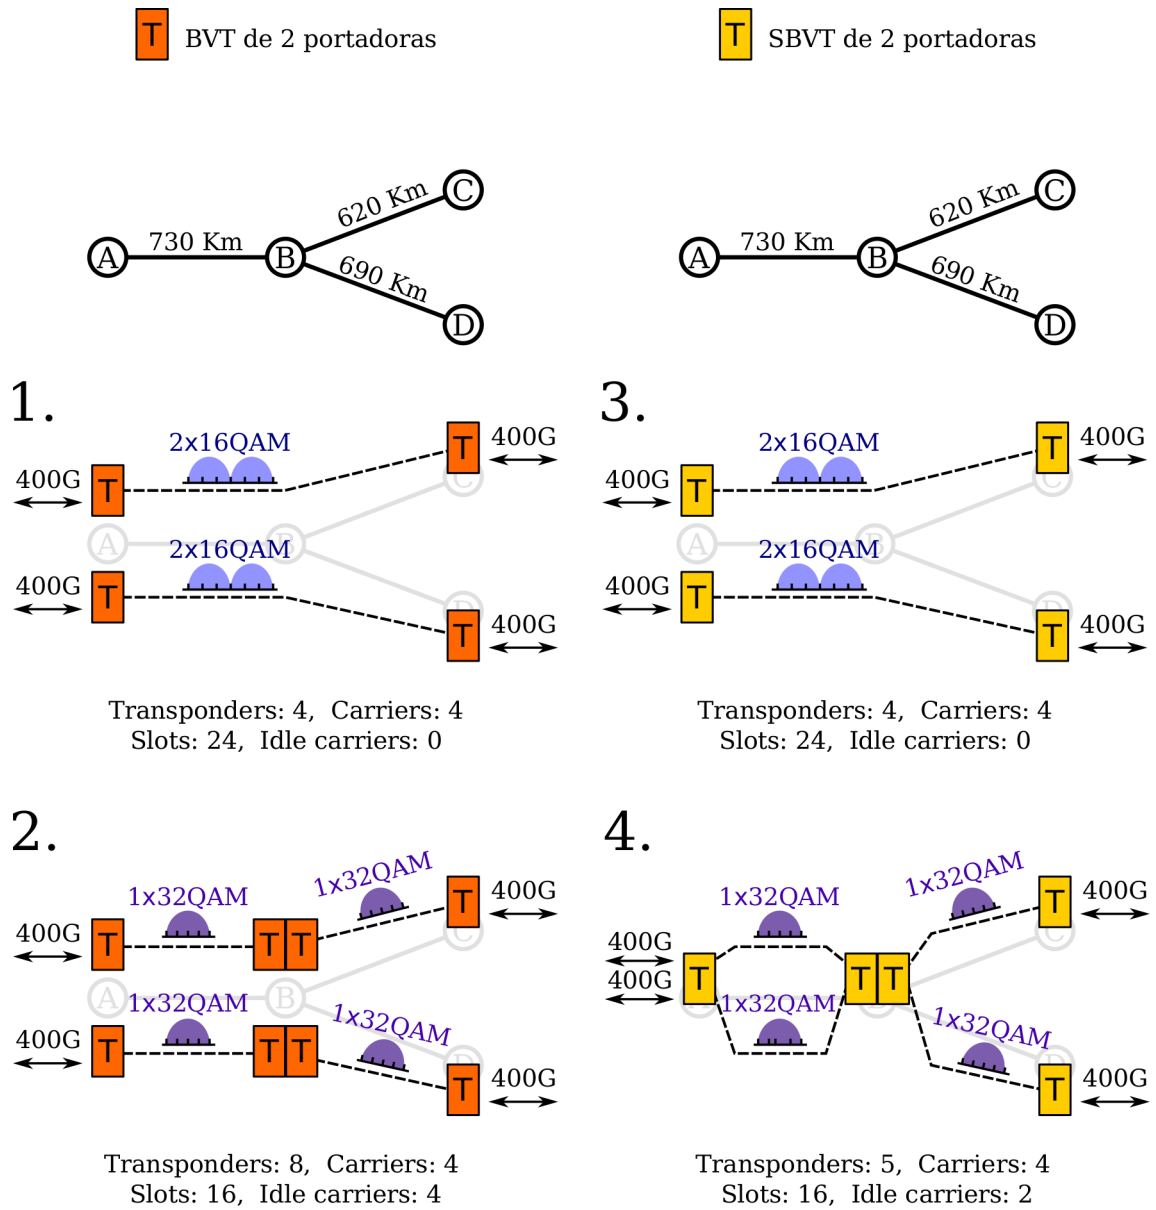 T BVT de 2 portadoras
T SBVT de 2 portadoras
A 730 Km B 620 Km C
690 Km D
A 730 Km B 620 Km C
690 Km D
1.
2x16QAM
400G T T 400G
A B C
2x16QAM
400G T D
T 400G
Transponders: 4, Carriers: 4
Slots: 24, Idle carriers: 0
3.
2x16QAM
400G T T 400G
A B C
2x16QAM
400G T D
T 400G
Transponders: 4, Carriers: 4
Slots: 24, Idle carriers: 0
2.
1x32QAM 1x32QAM
400G T T T T 400G
A B C
1x32QAM 1x32QAM
400G T T T D
T 400G
Transponders: 8, Carriers: 4
Slots: 16, Idle carriers: 4
4.
1x32QAM 1x32QAM
T 400G
400G
400G T T T C
A B
1x32QAM 1x32QAM
D
T 400G
Transponders: 5, Carriers: 4
Slots: 16, Idle carriers: 2